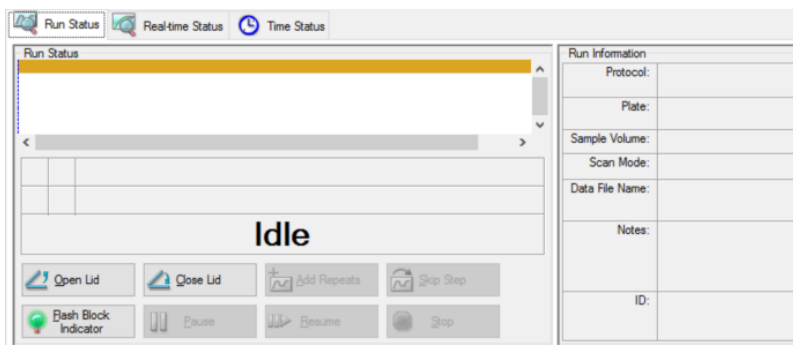 Run Status
Real-time Status
Time Status
Run Status
Idle
Open Lid
Close Lid
Add Repeats
Skip Step
Flash Block
Indicator
Pause
Resume
Stop
Run Information
Protocol:
Plate:
Sample Volume:
Scan Mode:
Data File Name:
Notes:
ID: